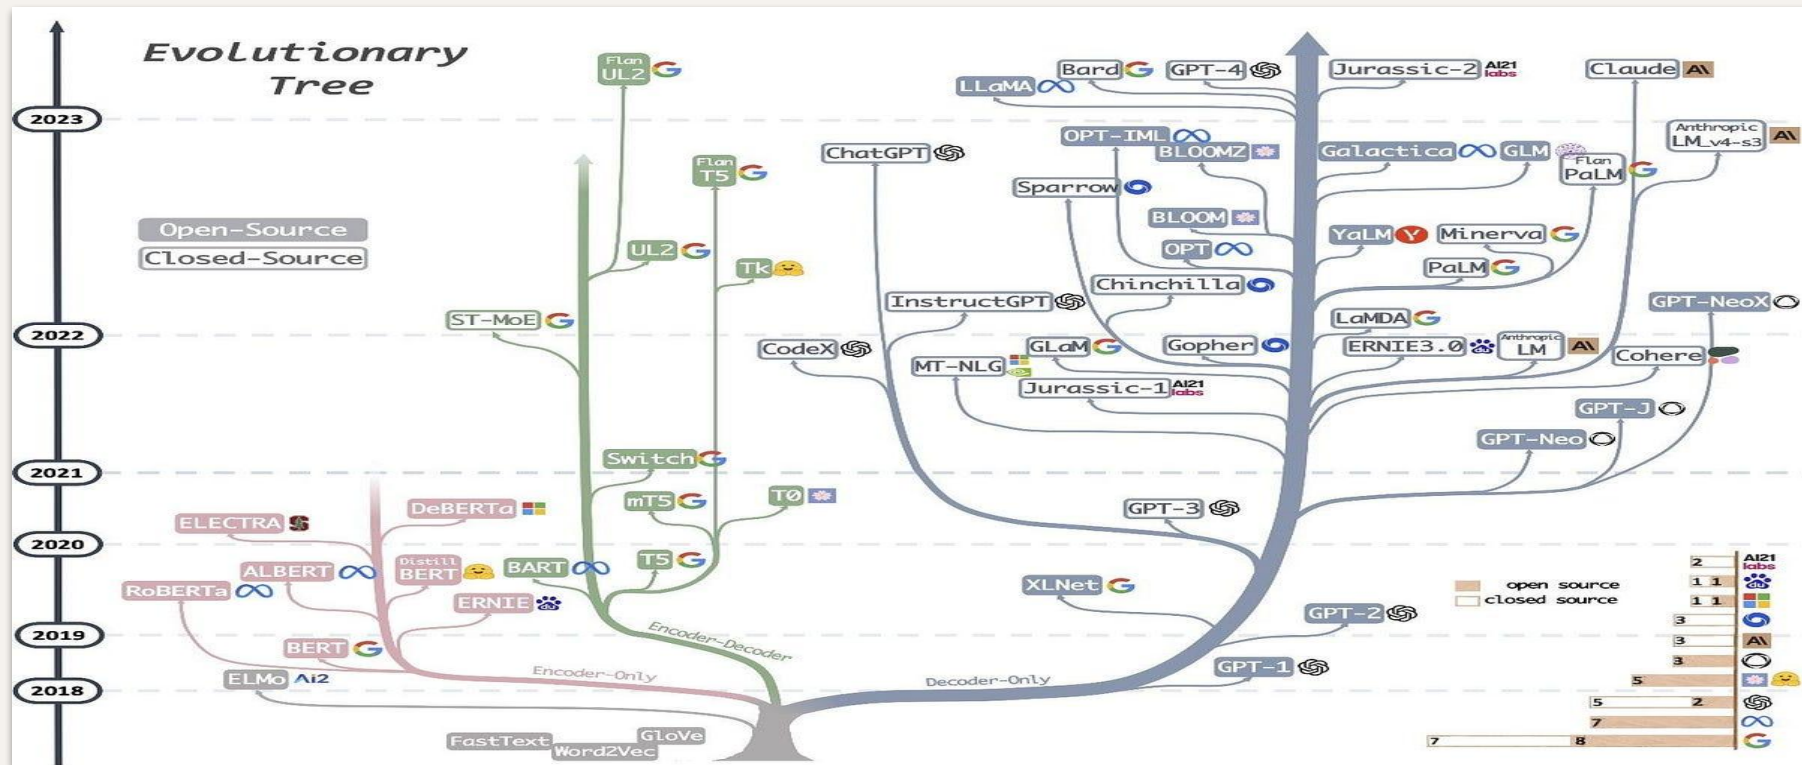 Evolutionary
Tree
2023
2022
2021
2020
2019
2018
Open-Source
Closed-Source
Flan
UL2
Flan
T5
UL2
Tk
ST-MoE
Switch
mT5
T0
T5
BART
Encoder-Decoder
ELECTRA
DeBERTa
ALBERT
Distill
BERT
RoBERTa
ERNIE
BERT
Encoder-Only
ELMo
Ai2
FastText
Word2Vec
GloVe
Decoder-Only
LLaMA
Bard
GPT-4
Jurassic-2
AI21
labs
Claude
A\
ChatGPT
OPT-IML
BLOOMZ
Galactica
GLM
Flan
PaLM
Anthropic
LM_v4-s3
A\
Sparrow
BLOOM
OPT
YaLM
Y
Minerva
PaLM
Chinchilla
InstructGPT
GPT-NeoX
LaMDA
CodeX
GLaM
Gopher
ERNIE3.0
Anthropic
LM
A\
Cohere
MT-NLG
Jurassic-1
AI21
labs
GPT-J
GPT-Neo
GPT-3
XLNet
GPT-2
GPT-1
open source
closed source
2
AI21
labs
1 1
1 1
3
3
A\
3
5
5 2
7
7 8